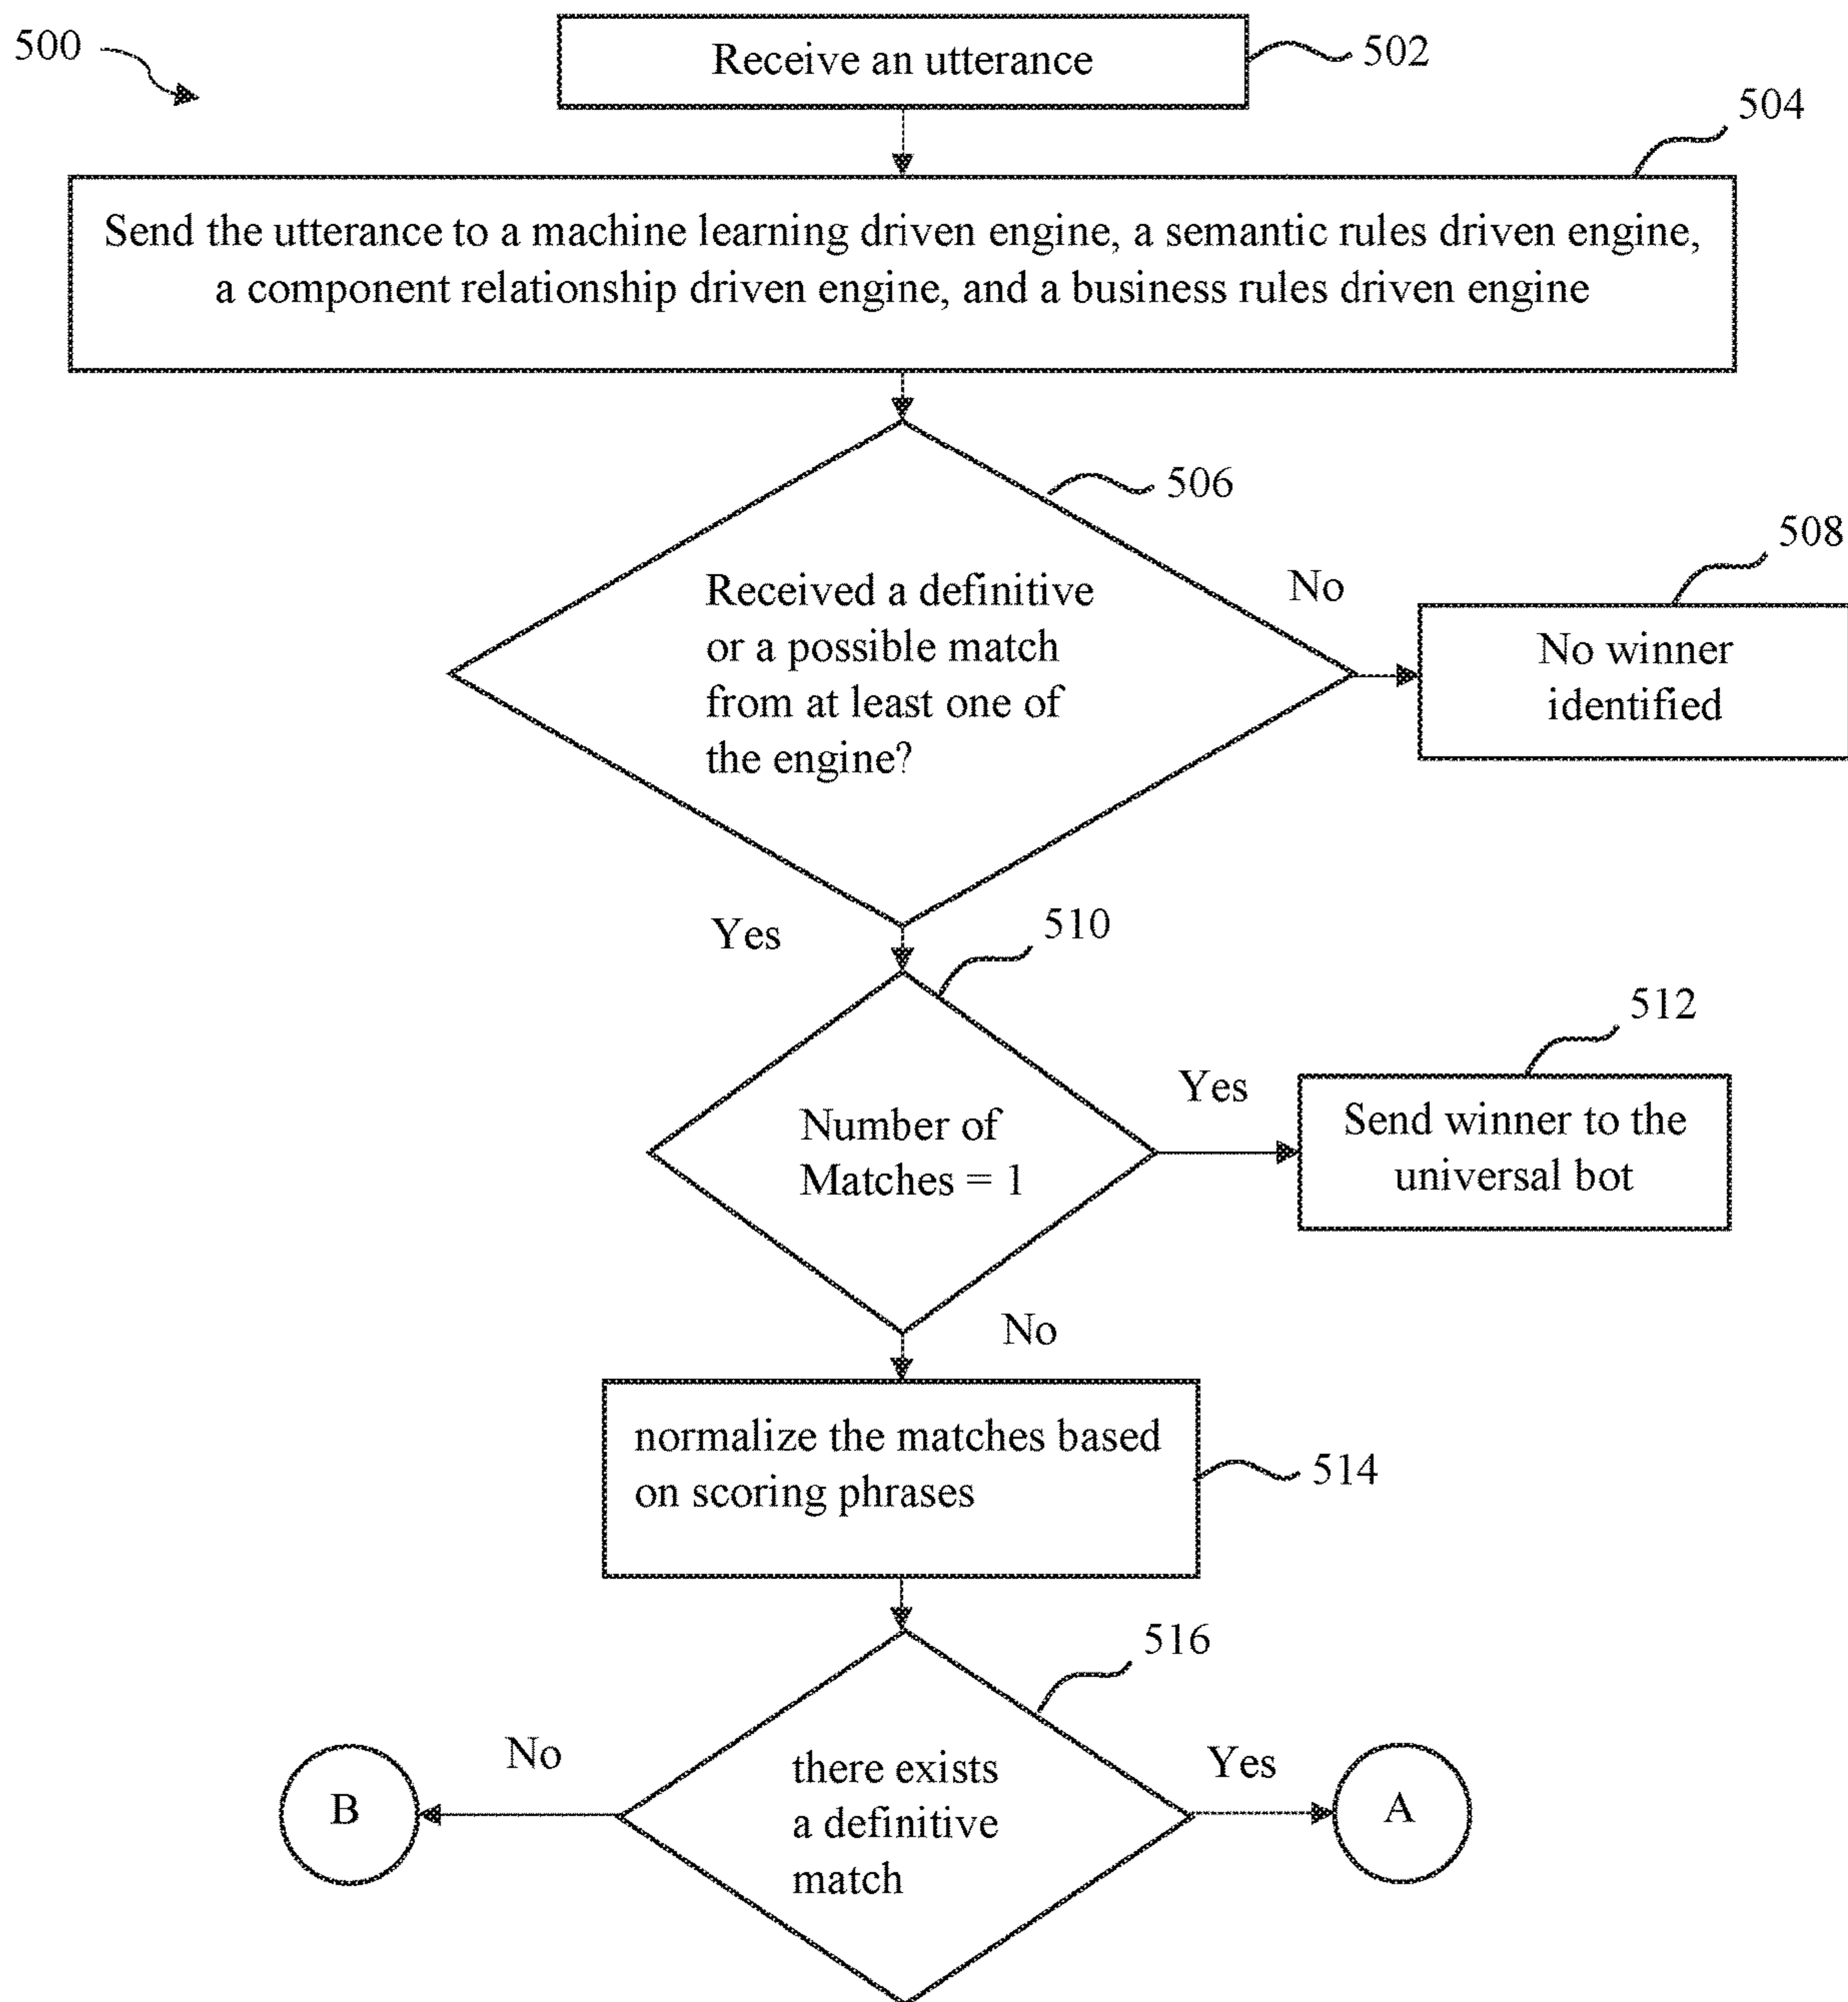 500
Receive an utterance
502
504
Send the utterance to a machine learning driven engine, a semantic rules driven engine,
a component relationship driven engine, and a business rules driven engine
506
508
Received a definitive
or a possible match
from at least one of
the engine?
No
No winner
identified
Yes
510
512
Number of
Matches = 1
Yes
Send winner to the
universal bot
No
normalize the matches based
on scoring phrases
514
516
No
there exists
a definitive
match
Yes
B
A